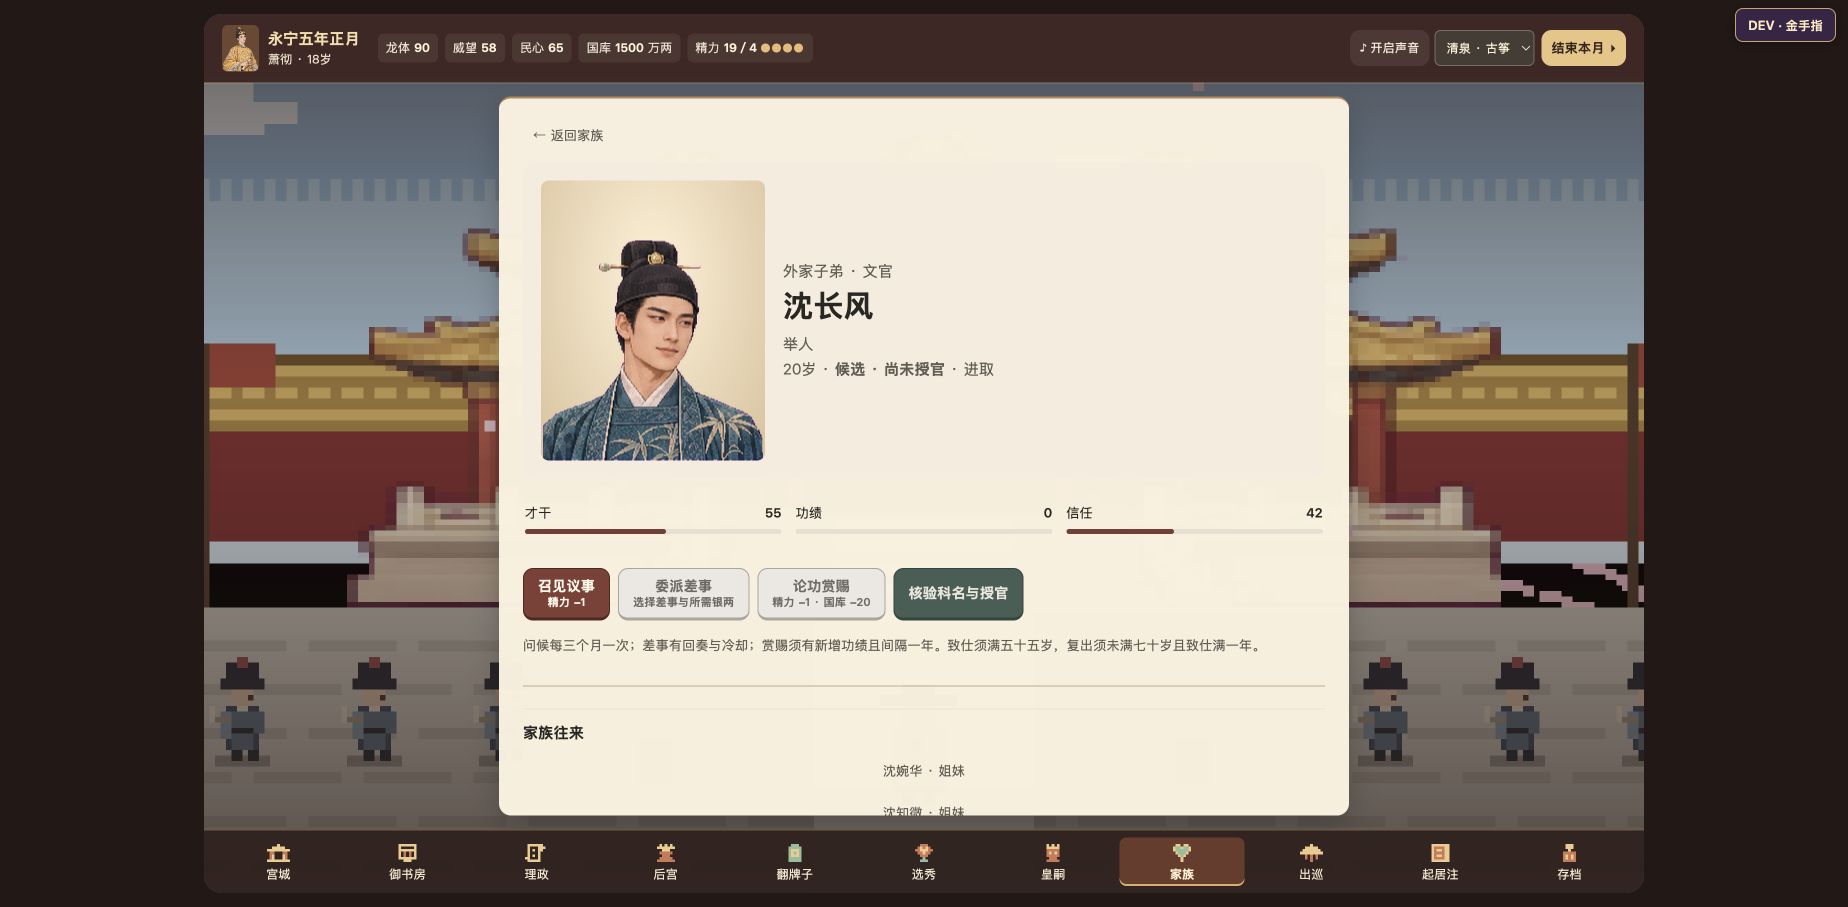 DEV · 金手指
永宁五年正月
萧彻 · 18岁
龙体 90
威望 58
民心 65
国库 1500 万两
精力 19 / 4
♪ 开启声音
清泉 · 古筝
结束本月
← 返回家族
外家子弟 · 文官
沈长风
举人
20岁 · 候选 · 尚未授官 · 进取
才干 55
功绩 0
信任 42
召见议事
精力 −1
委派差事
选择差事与所需银两
论功赏赐
精力 −1 · 国库 −20
核验科名与授官
问候每三个月一次；差事有回奏与冷却；赏赐须有新增功绩且间隔一年。致仕须满五十五岁，复出须未满七十岁且致仕满一年。
家族往来
沈婉华 · 姐妹
沈知微 · 姐妹
宫城
御书房
理政
后宫
翻牌子
选秀
皇嗣
家族
出巡
起居注
存档